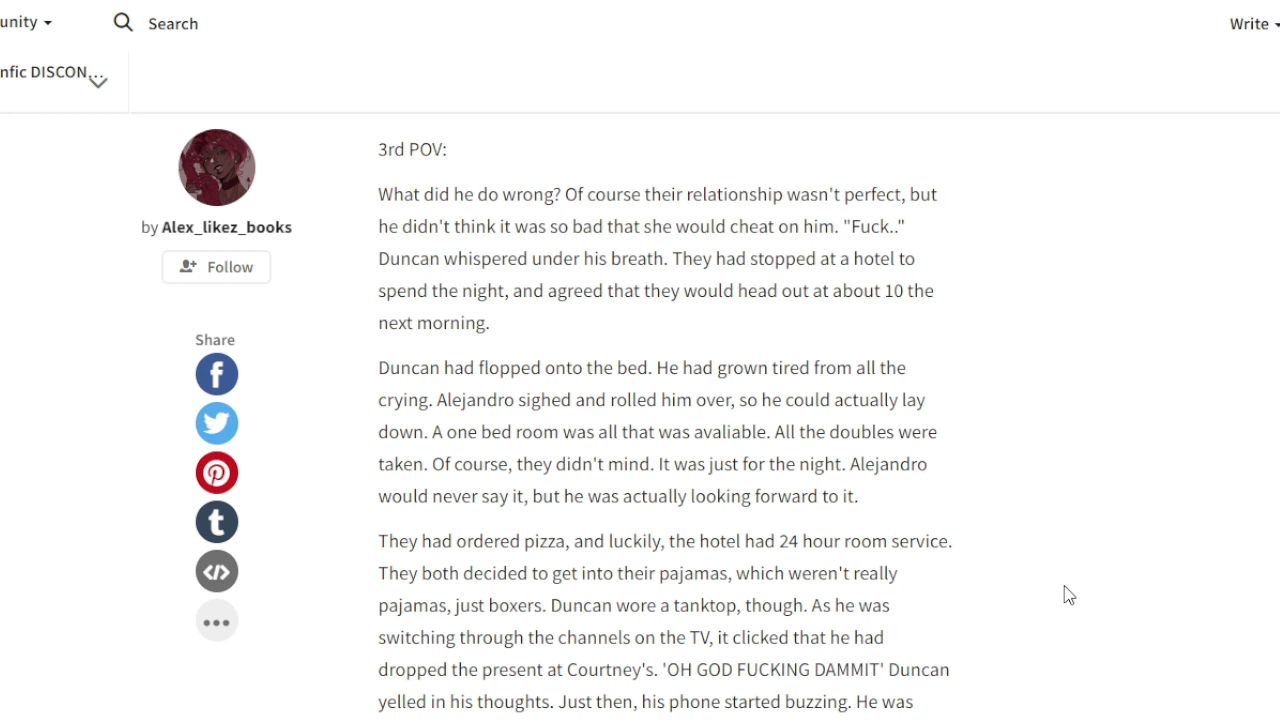 unity
Search
Write
nfic DISCON...
by Alex_likez_books
Follow
Share
3rd POV:
What did he do wrong? Of course their relationship wasn't perfect, but
he didn't think it was so bad that she would cheat on him. "Fuck.."
Duncan whispered under his breath. They had stopped at a hotel to
spend the night, and agreed that they would head out at about 10 the
next morning.
Duncan had flopped onto the bed. He had grown tired from all the
crying. Alejandro sighed and rolled him over, so he could actually lay
down. A one bed room was all that was avaliable. All the doubles were
taken. Of course, they didn't mind. It was just for the night. Alejandro
would never say it, but he was actually looking forward to it.
They had ordered pizza, and luckily, the hotel had 24 hour room service.
They both decided to get into their pajamas, which weren't really
pajamas, just boxers. Duncan wore a tanktop, though. As he was
switching through the channels on the TV, it clicked that he had
dropped the present at Courtney's. 'OH GOD FUCKING DAMMIT' Duncan
yelled in his thoughts. Just then, his phone started buzzing. He was